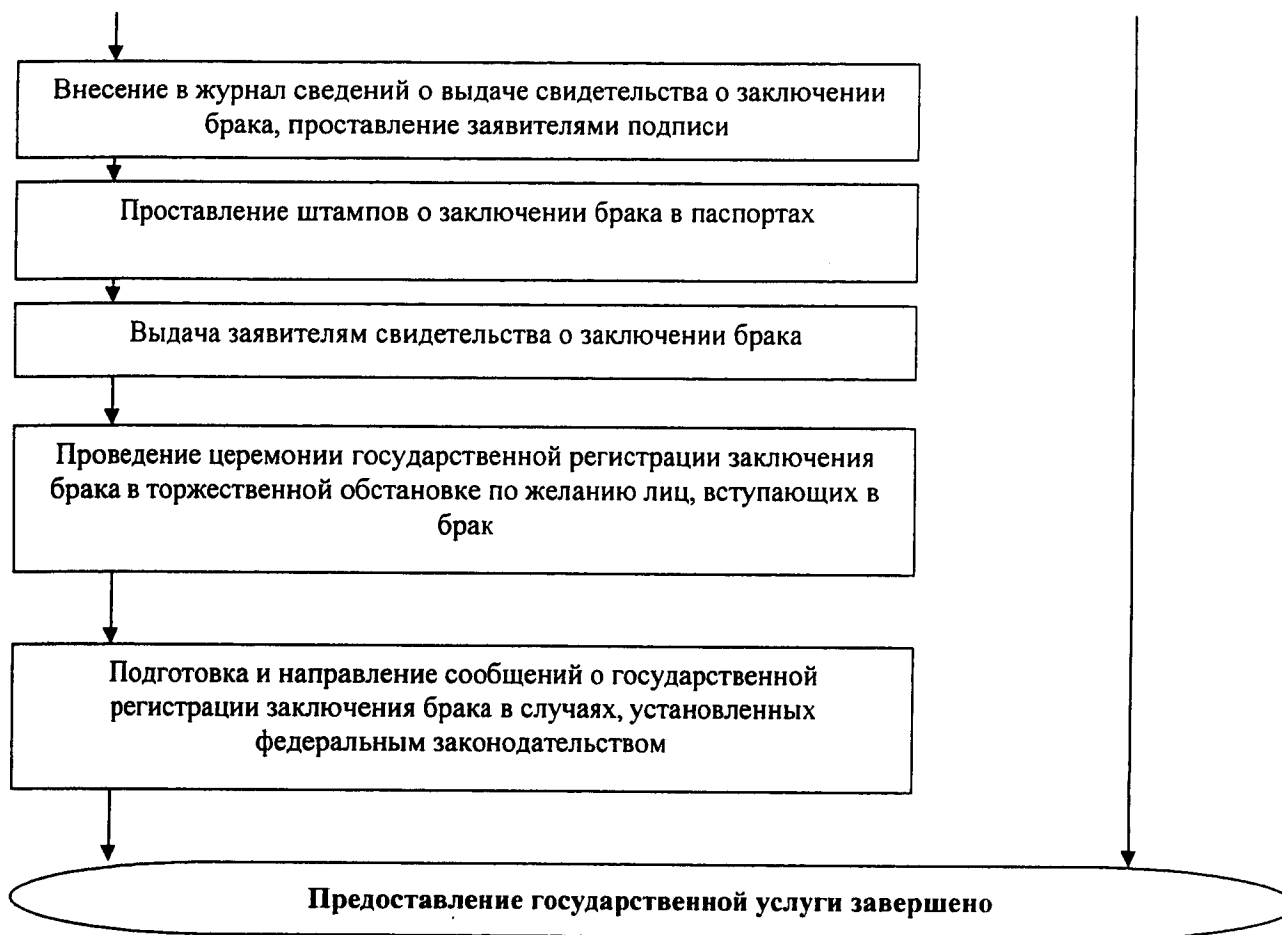 Внесение в журнал сведений о выдаче свидетельства о заключении
брака, проставление заявителями подписи
Проставление штампов о заключении брака в паспортах
Выдача заявителям свидетельства о заключении брака
Проведение церемонии государственной регистрации заключения
брака в торжественной обстановке по желанию лиц, вступающих в
брак
Подготовка и направление сообщений о государственной
регистрации заключения брака в случаях, установленных
федеральным законодательством
Предоставление государственной услуги завершено